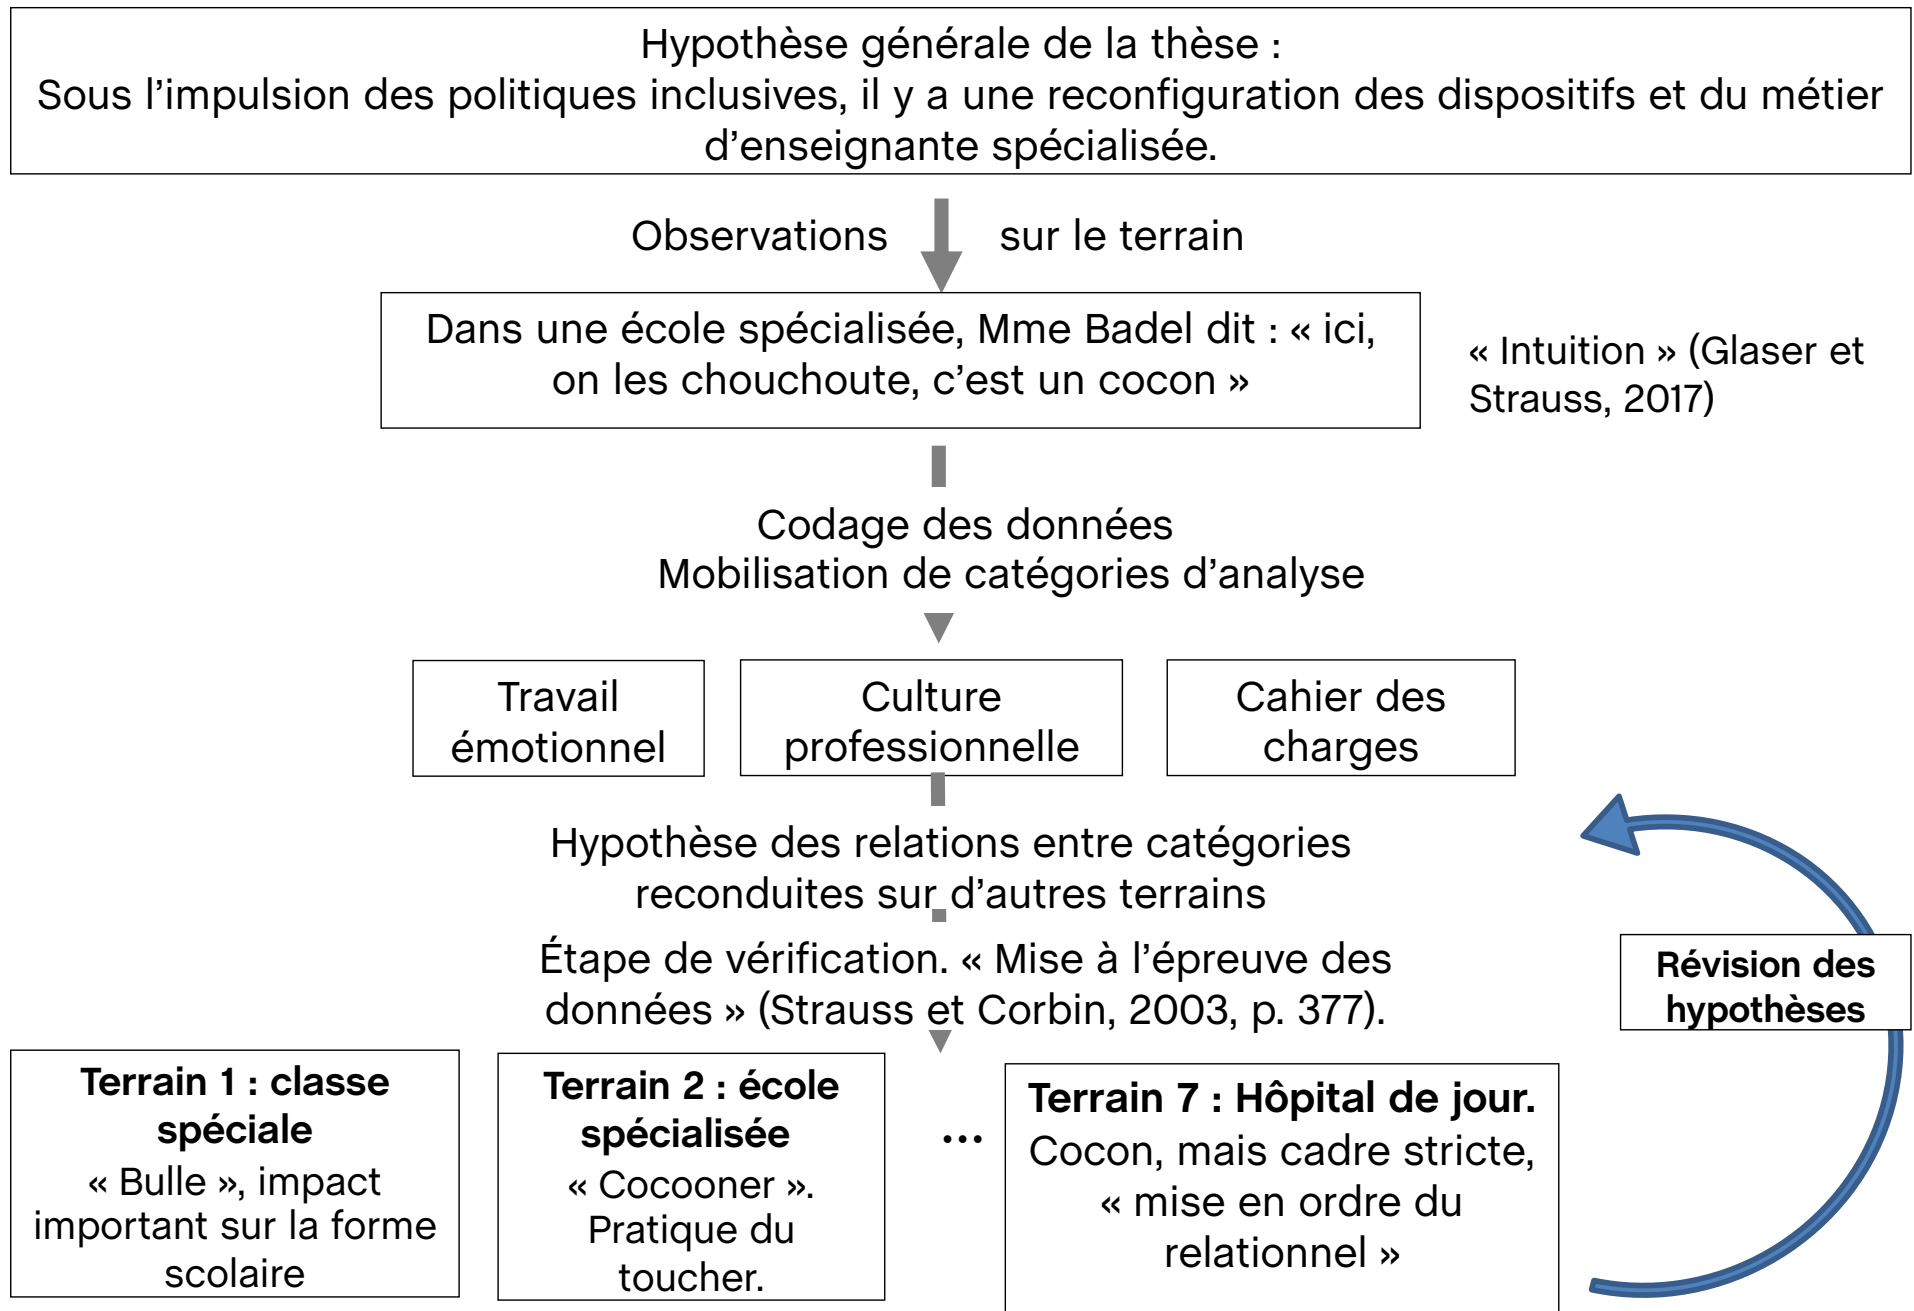 Hypothèse générale de la thèse :
Sous l’impulsion des politiques inclusives, il y a une reconfiguration des dispositifs et du métier
d’enseignante spécialisée.
Observations sur le terrain
Dans une école spécialisée, Mme Badel dit : « ici,
on les chouchoute, c’est un cocon »
« Intuition » (Glaser et
Strauss, 2017)
Codage des données
Mobilisation de catégories d’analyse
Travail
émotionnel
Culture
professionnelle
Cahier des
charges
Hypothèse des relations entre catégories
reconduites sur d’autres terrains
Étape de vérification. « Mise à l’épreuve des
données » (Strauss et Corbin, 2003, p. 377).
Révision des
hypothèses
Terrain 1 : classe
spéciale
« Bulle », impact
important sur la forme
scolaire
Terrain 2 : école
spécialisée
« Cocooner ».
Pratique du
toucher.
...
Terrain 7 : Hôpital de jour.
Cocon, mais cadre stricte,
« mise en ordre du
relationnel »